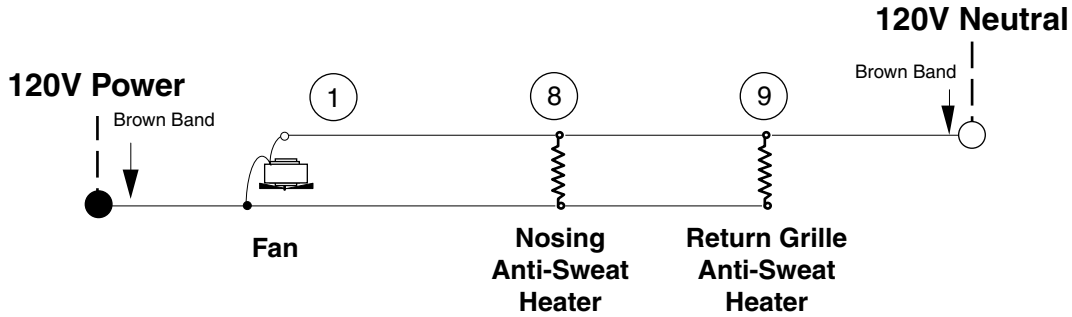 120V Neutral
120V Power
Brown Band
Brown Band
1
8
9
Fan
Nosing
Anti-Sweat
Heater
Return Grille
Anti-Sweat
Heater